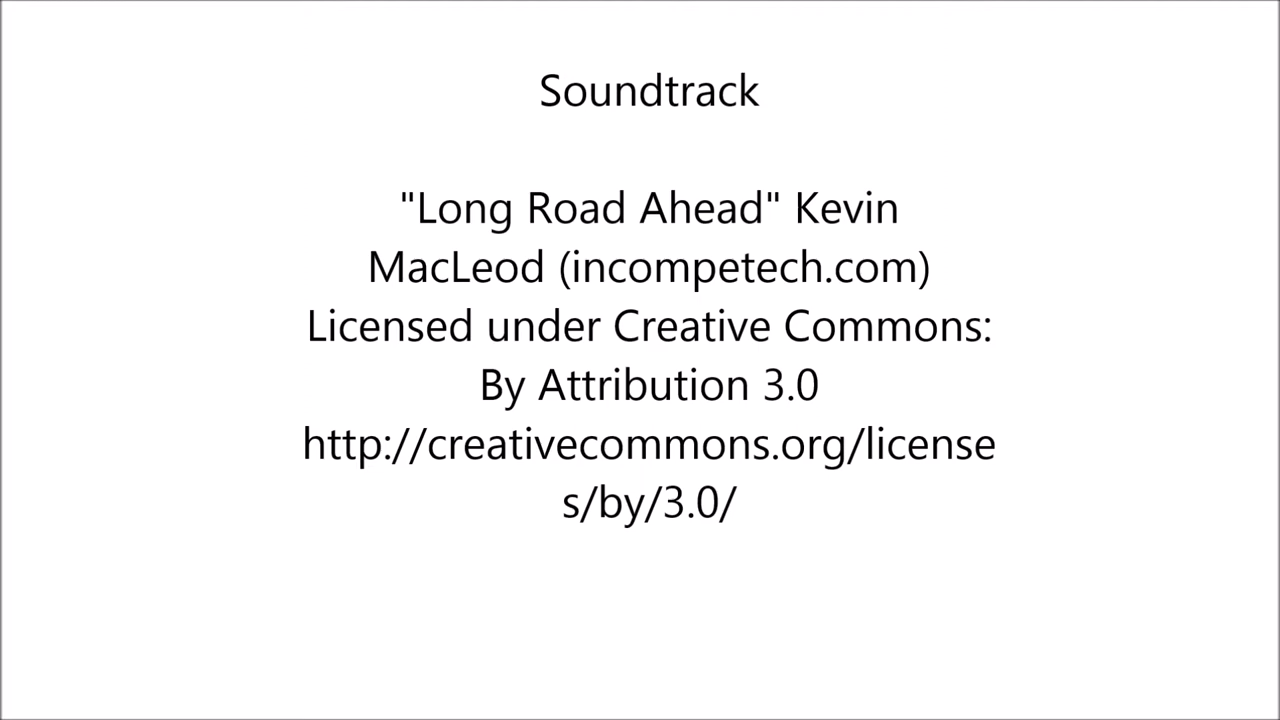 Soundtrack
"Long Road Ahead" Kevin
MacLeod (incompetech.com)
Licensed under Creative Commons:
By Attribution 3.0
http://creativecommons.org/license
s/by/3.0/